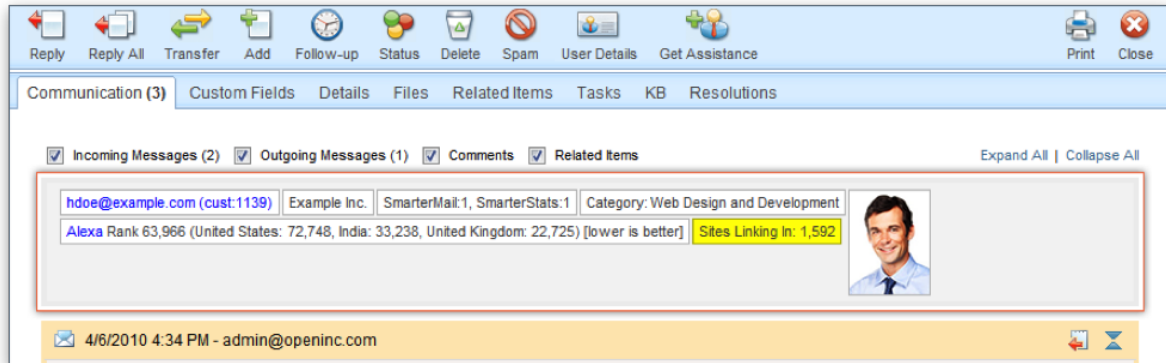 Reply Reply All Transfer Add Follow-up Status Delete Spam User Details Get Assistance Print Close
Communication (3) Custom Fields Details Files Related Items Tasks KB Resolutions
Incoming Messages (2) Outgoing Messages (1) Comments Related Items Expand All | Collapse All
hdoe@example.com (cust:1139) Example Inc. SmarterMail:1, SmarterStats:1 Category: Web Design and Development
Alexa Rank 63,966 (United States: 72,748, India: 33,238, United Kingdom: 22,725) [lower is better] Sites Linking In: 1,592
4/6/2010 4:34 PM - admin@openinc.com